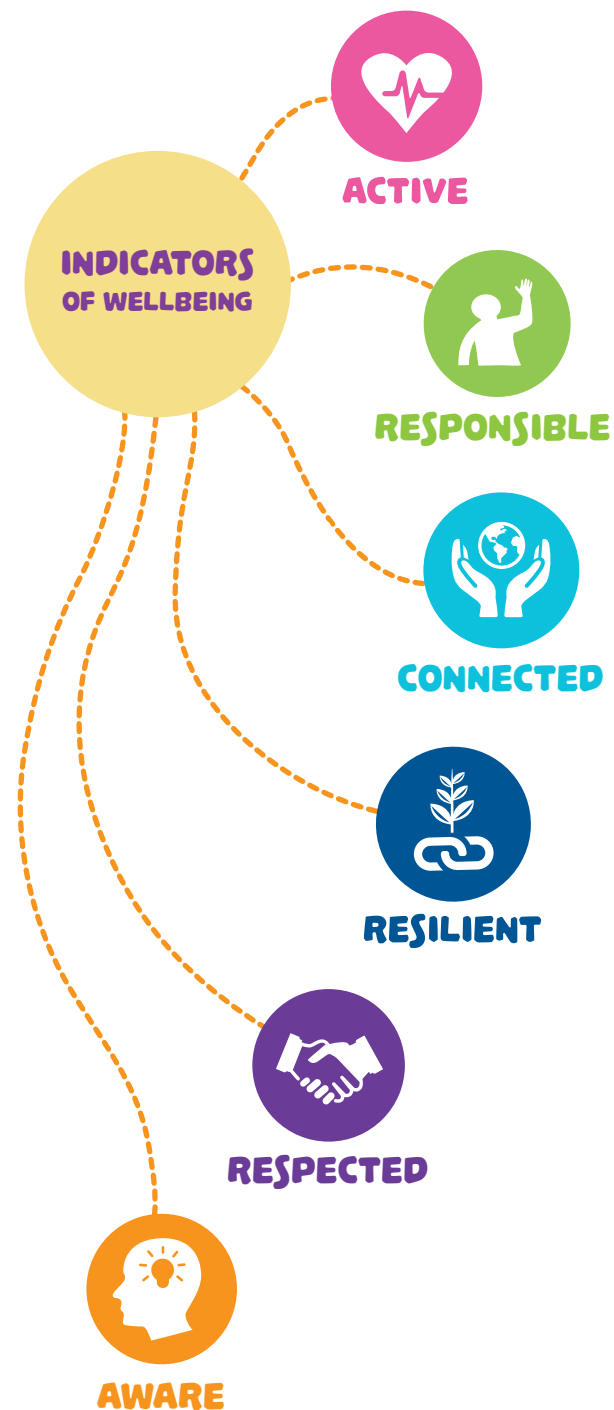 INDICATORS
OF WELLBEING
ACTIVE
RESPONSIBLE
CONNECTED
RESILIENT
RESPECTED
AWARE